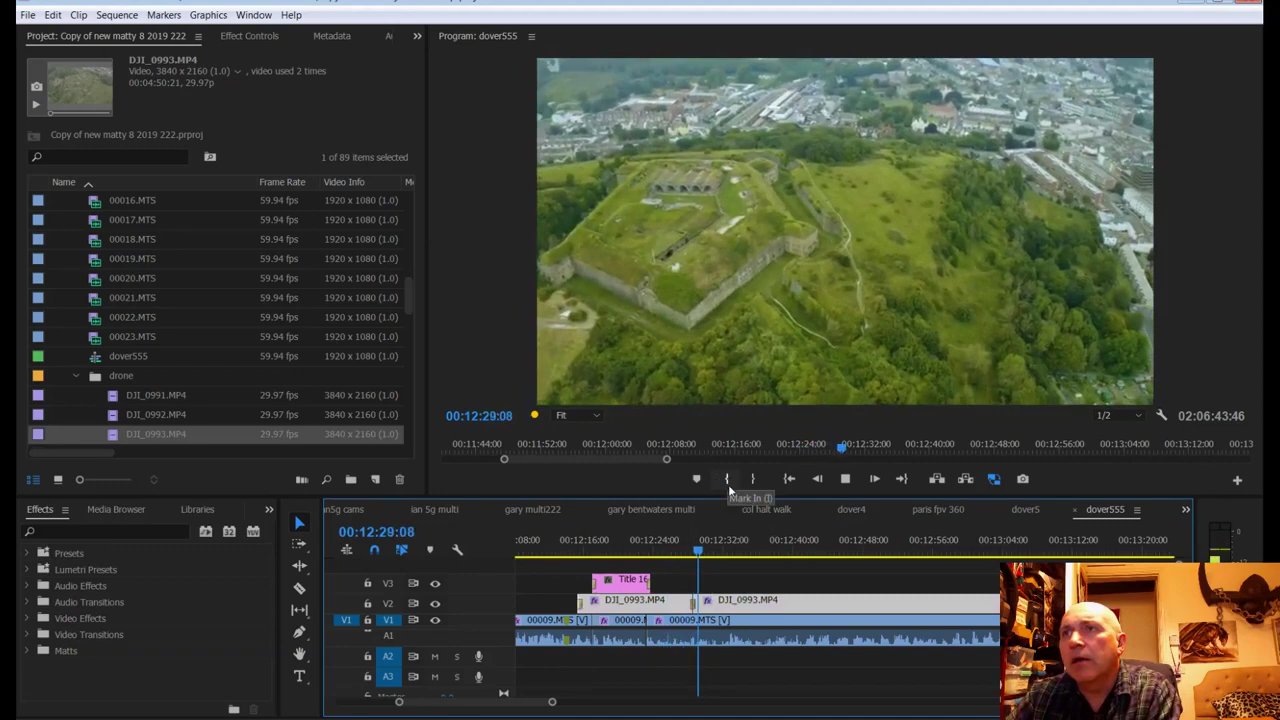 File Edit Clip Sequence Markers Graphics Window Help
Project: Copy of new matty 8 2019 222 Effect Controls Metadata
Program: dover555
DJI_0993.MP4
Video, 3840 x 2160 (1.0) , video used 2 times
00:04:50:21, 29.97p
Copy of new matty 8 2019 222.prproj
1 of 89 items selected
Name Frame Rate Video Info
00016.MTS 59.94 fps 1920 x 1080 (1.0)
00017.MTS 59.94 fps 1920 x 1080 (1.0)
00018.MTS 59.94 fps 1920 x 1080 (1.0)
00019.MTS 59.94 fps 1920 x 1080 (1.0)
00020.MTS 59.94 fps 1920 x 1080 (1.0)
00021.MTS 59.94 fps 1920 x 1080 (1.0)
00022.MTS 59.94 fps 1920 x 1080 (1.0)
00023.MTS 59.94 fps 1920 x 1080 (1.0)
dover555 59.94 fps 1920 x 1080 (1.0)
drone
DJI_0991.MP4 29.97 fps 3840 x 2160 (1.0)
DJI_0992.MP4 29.97 fps 3840 x 2160 (1.0)
DJI_0993.MP4 29.97 fps 3840 x 2160 (1.0)
00:12:29:08 Fit 1/2 02:06:43:46
00:11:44:00 00:11:52:00 00:12:00:00 00:12:08:00 00:12:16:00 00:12:24:00 00:12:32:00 00:12:40:00 00:12:48:00 00:12:56:00 00:13:04:00 00:13:12:00 00:13
Mark In (I)
Effects Media Browser Libraries
Presets
Lumetri Presets
Audio Effects
Audio Transitions
Video Effects
Video Transitions
Matts
an5g cams ian 5g multi gary multi222 gary bentwaters multi col halt walk dover4 paris fpv 360 dover5 dover555
00:12:29:08
:08:00 00:12:16:00 00:12:24:00 00:12:32:00 00:12:40:00 00:12:48:00 00:12:56:00 00:13:04:00 00:13:12:00 00:13:20:00
V3 Title 16
V2 DJI_0993.MP4 DJI_0993.MP4
V1 V1 00009.MTS [V] 00009.M 00009.MTS [V]
A1
A2 M S
A3 M S